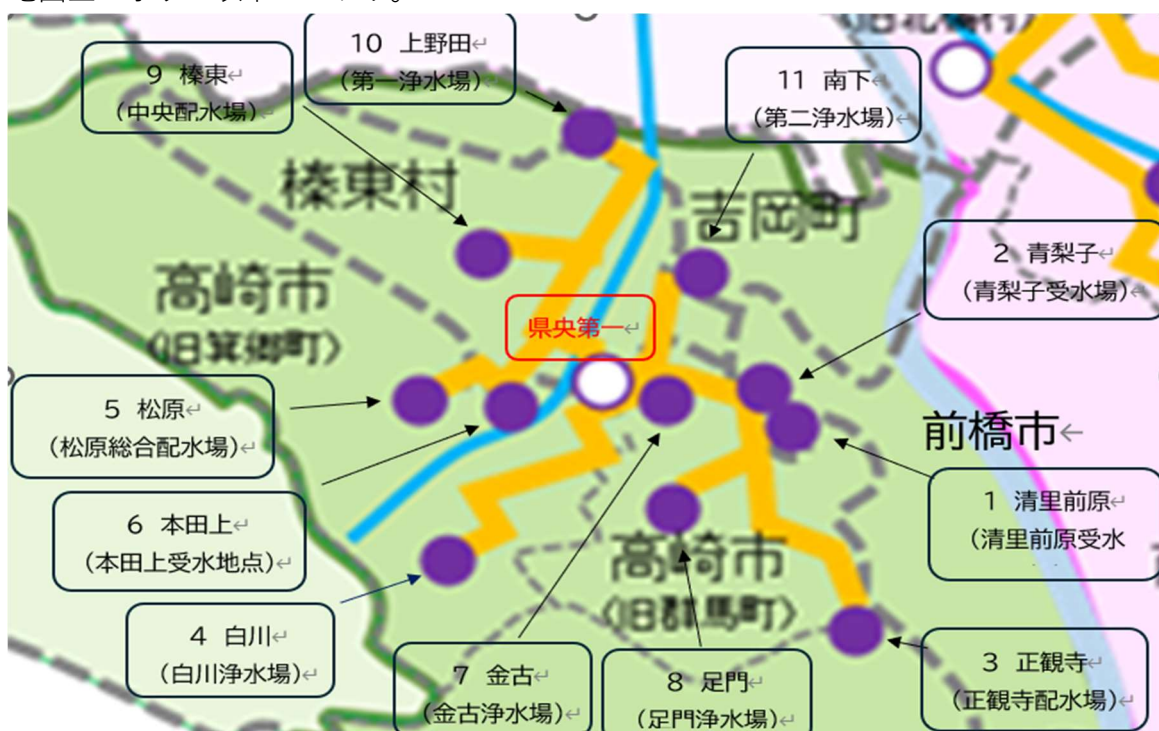 10 上野田↵
(第一浄水場)↵
9 榛東↵
(中央配水場)↵
11 南下↵
(第二浄水場)↵
榛東村
吉岡町
2 青梨子↵
(青梨子受水場)↵
高崎市
(旧箕郷町)
県央第一↵
5 松原↵
(松原総合配水場)↵
前橋市←
6 本田上↵
(本田上受水地点)↵
1 清里前原↵
(清里前原受水
高崎市
(旧群馬町)
4 白川↵
(白川浄水場)↵
7 金古↵
(金古浄水場)↵
8 足門↵
(足門浄水場)↵
3 正観寺↵
(正観寺配水場)↵